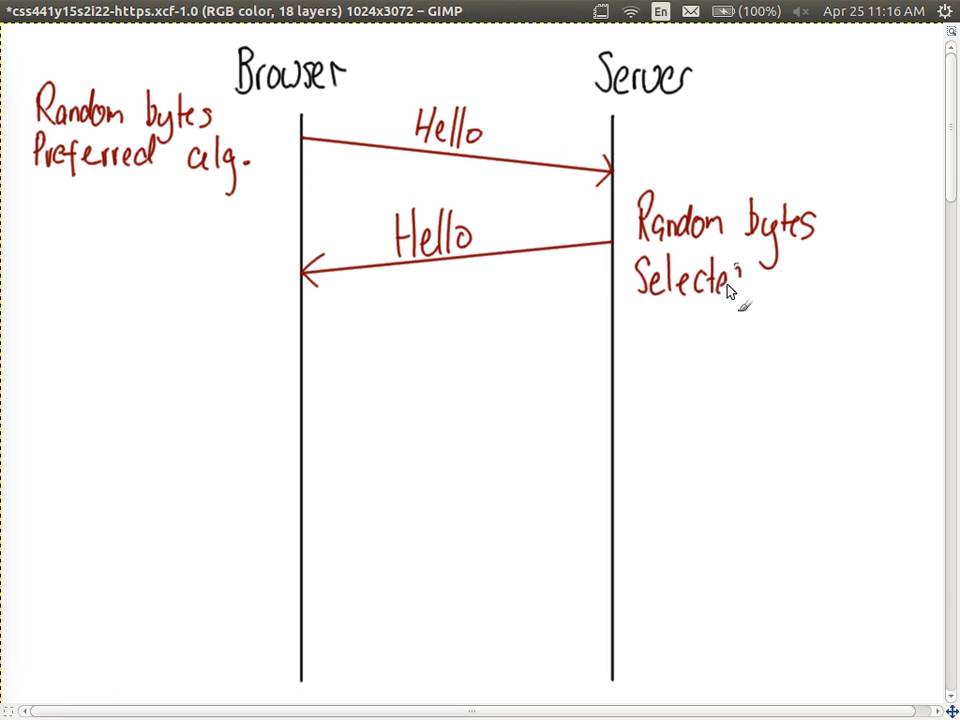 *css441y15s2i22-https.xcf-1.0 (RGB color, 18 layers) 1024x3072 – GIMP
En
(100%)
Apr 25 11:16 AM
Browser
Server
Random bytes
Preferred alg.
Hello
Hello
Random bytes